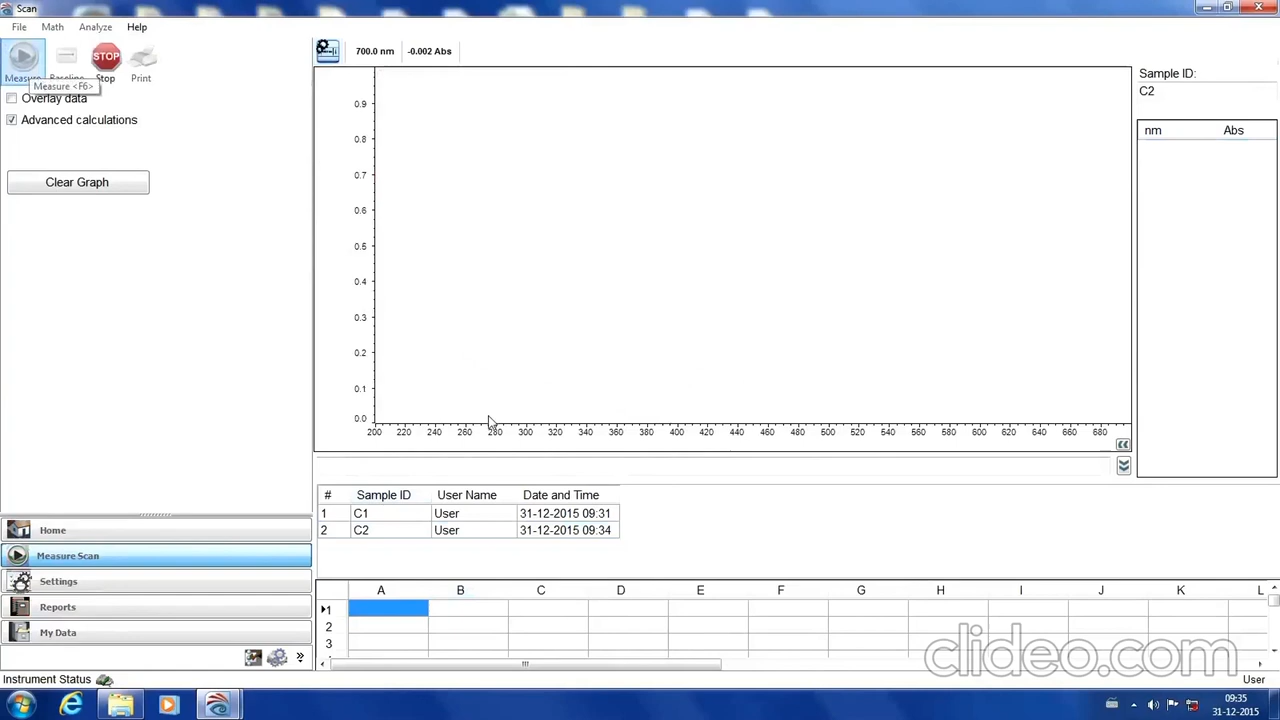 Scan
File Math Analyze Help
Measure Baseline Stop Print
STOP
Measure <F6>
Overlay data
Advanced calculations
Clear Graph
700.0 nm -0.002 Abs
Sample ID:
C2
nm Abs
0.9
0.8
0.7
0.6
0.5
0.4
0.3
0.2
0.1
0.0
200 220 240 260 280 300 320 340 360 380 400 420 440 460 480 500 520 540 560 580 600 620 640 660 680
# Sample ID User Name Date and Time
1 C1 User 31-12-2015 09:31
2 C2 User 31-12-2015 09:34
Home
Measure Scan
Settings
Reports
My Data
A B C D E F G H I J K L
1
2
3
clideo.com
Instrument Status
User
09:35
31-12-2015